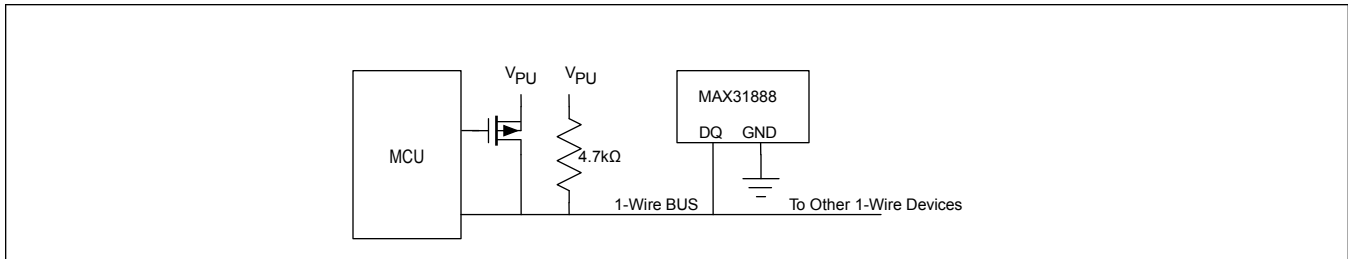 VPU VPU
MAX31888
DQ GND
MCU
4.7kΩ
1-Wire BUS To Other 1-Wire Devices